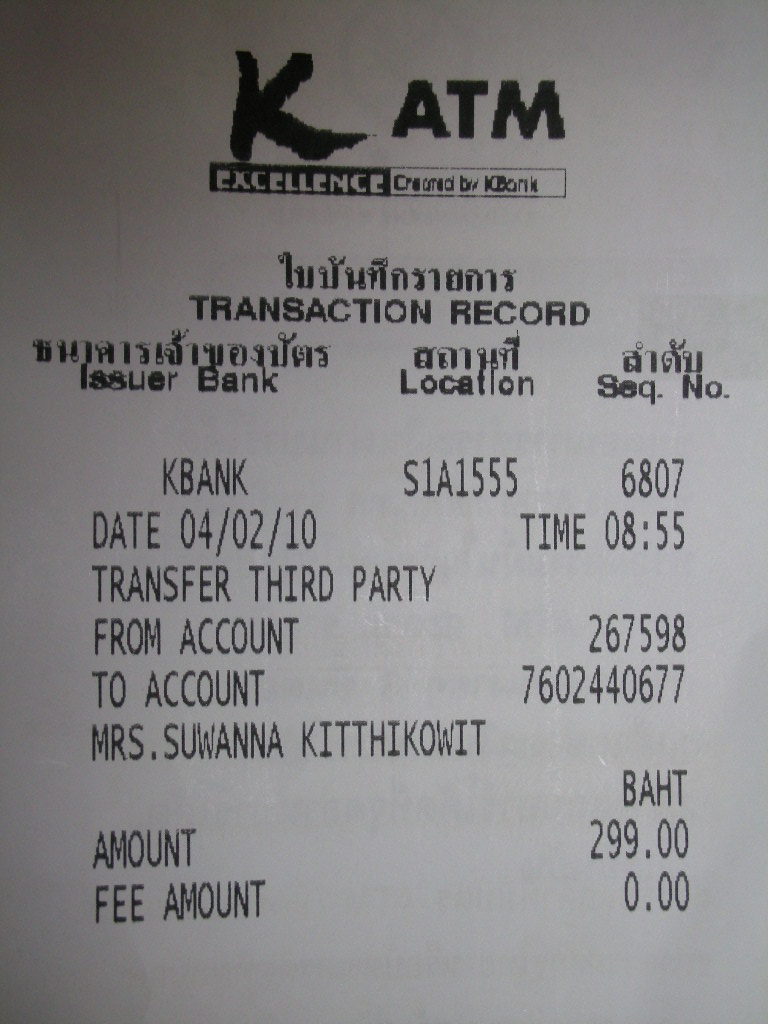 K ATM
EXCELLENCE Created by KBank
ใบบันทึกรายการ
TRANSACTION RECORD
ธนาคารเจ้าของบัตร สถานที่ ลำดับ
Issuer Bank Location Seq. No.
KBANK S1A1555 6807
DATE 04/02/10 TIME 08:55
TRANSFER THIRD PARTY
FROM ACCOUNT 267598
TO ACCOUNT 7602440677
MRS.SUWANNA KITTHIKOWIT
BAHT
AMOUNT 299.00
FEE AMOUNT 0.00